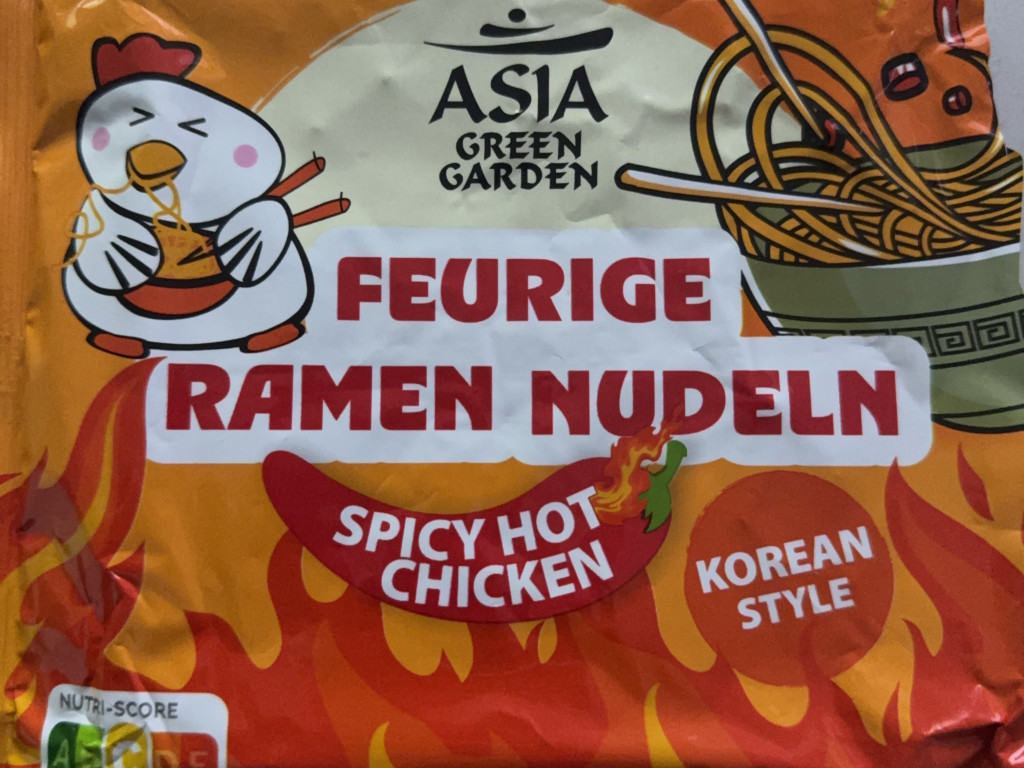 ASIA
GREEN
GARDEN
FEURIGE
RAMEN NUDELN
SPICY HOT
CHICKEN
KOREAN
STYLE
NUTRI-SCORE
A B C D E